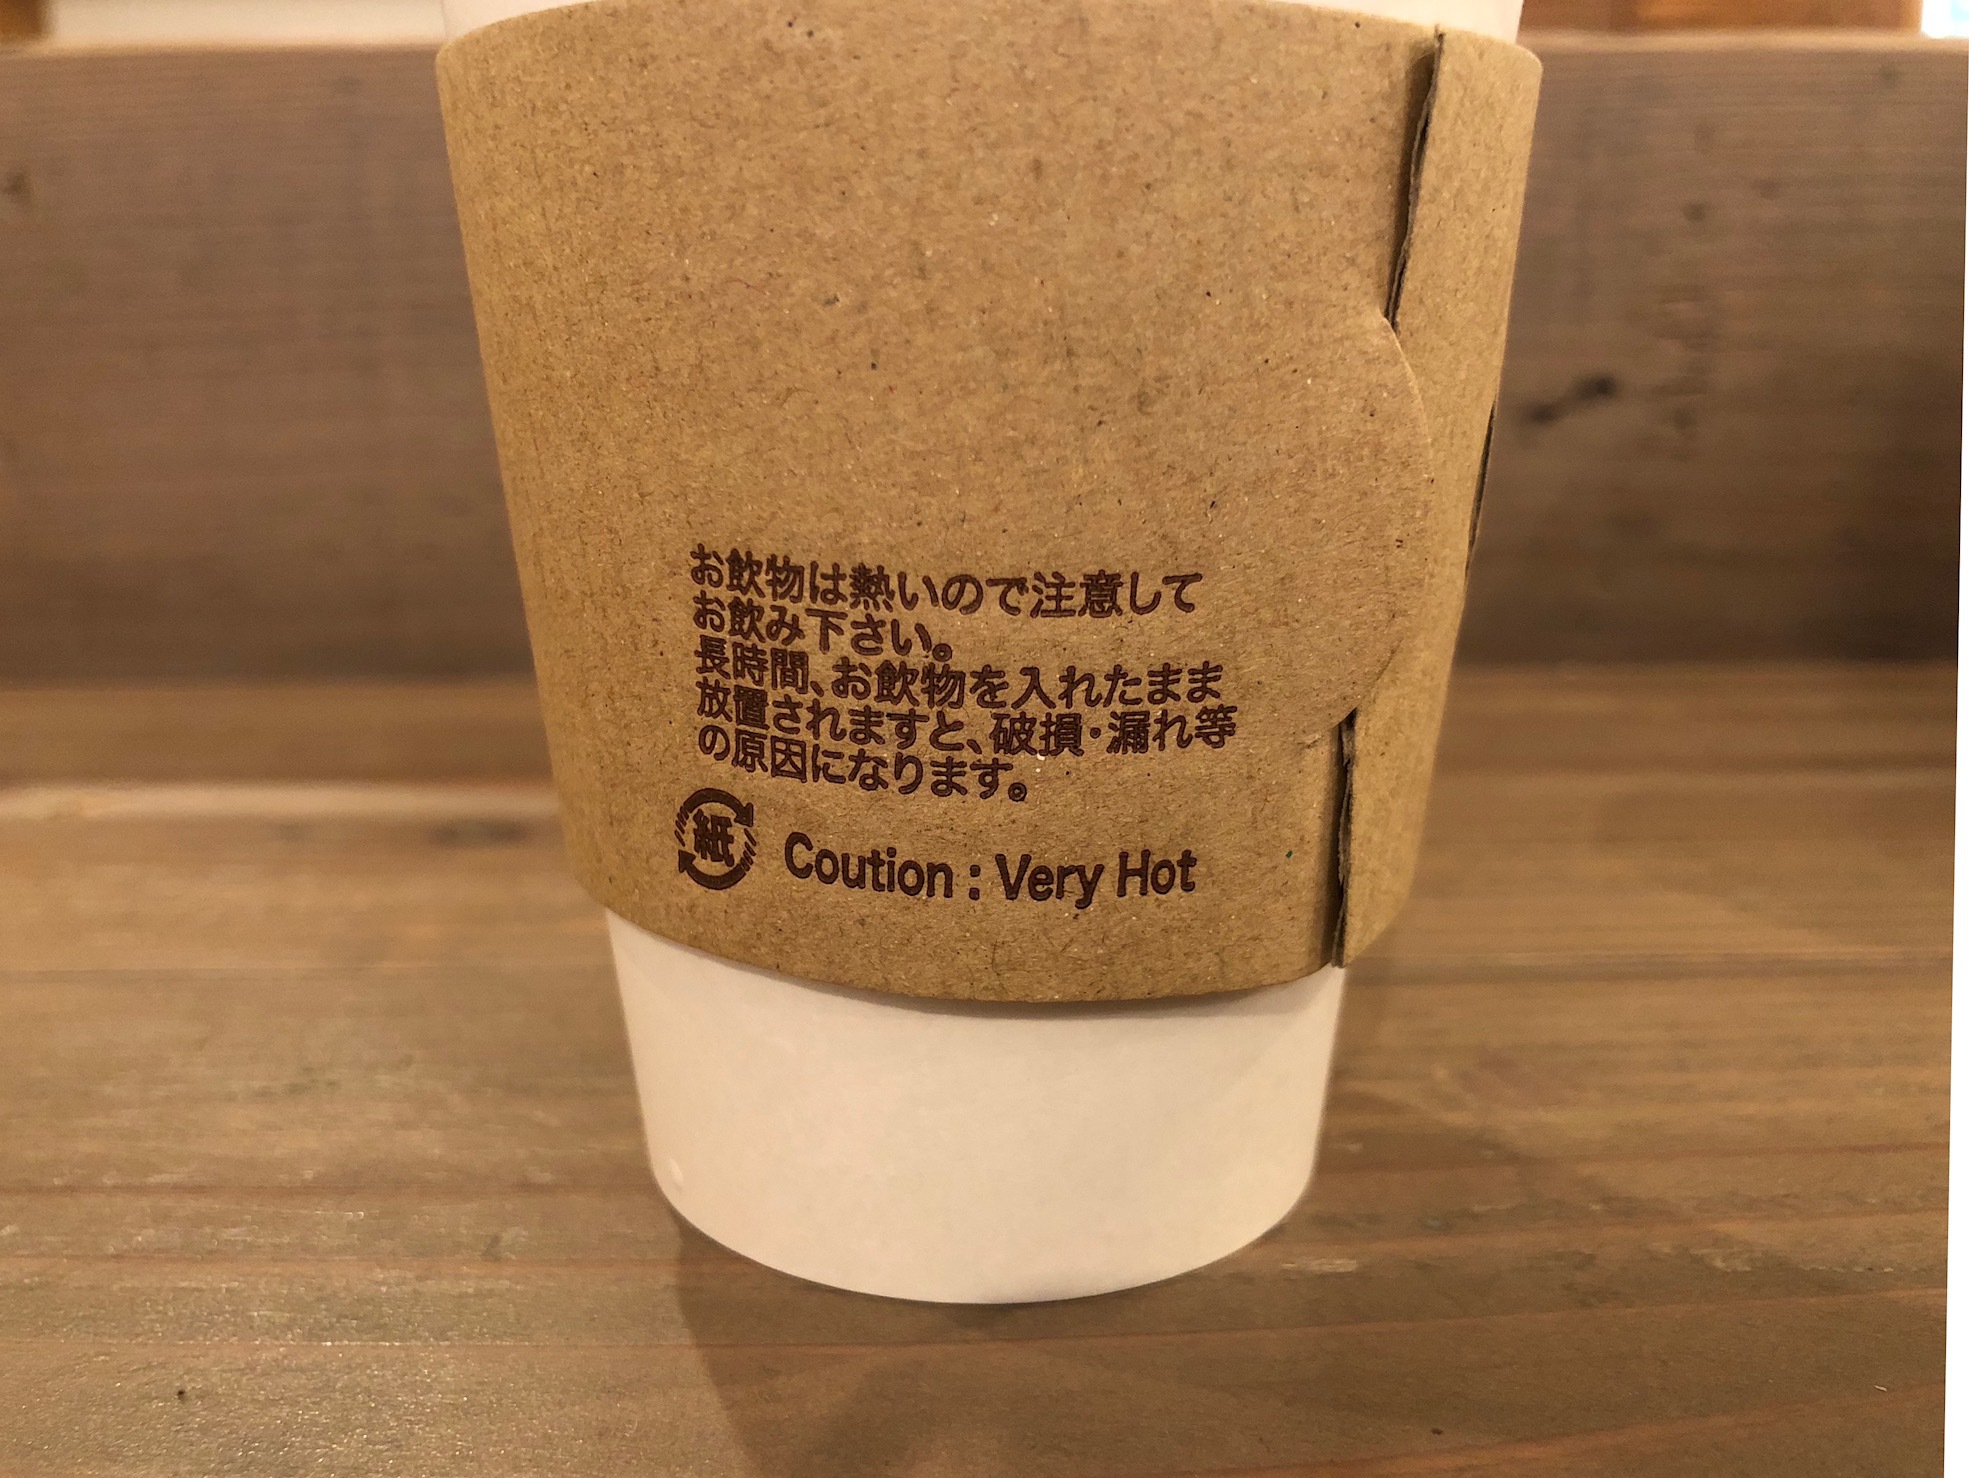 お飲物は熱いので注意して
お飲み下さい。
長時間、お飲物を入れたまま
放置されますと、破損・漏れ等
の原因になります。
紙
Coution : Very Hot